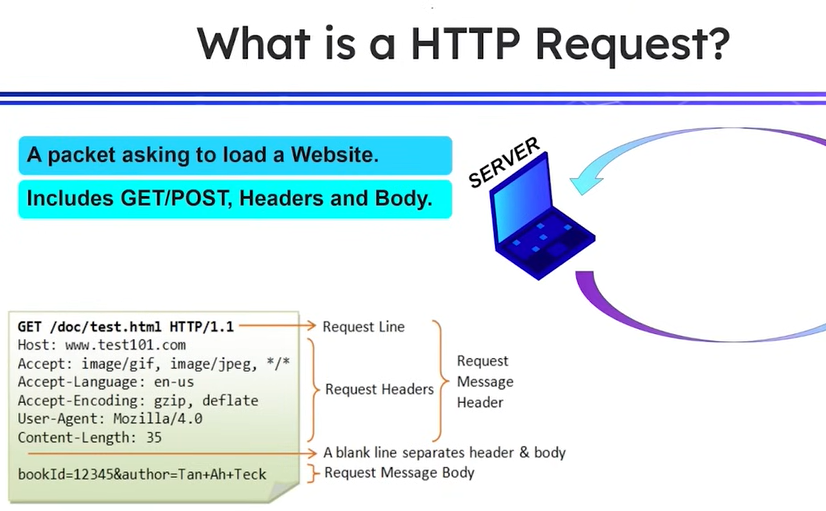 What is a HTTP Request?
A packet asking to load a Website.
Includes GET/POST, Headers and Body.
SERVER
GET /doc/test.html HTTP/1.1
Request Line
Host: www.test101.com
Accept: image/gif, image/jpeg, */*
Accept-Language: en-us
Accept-Encoding: gzip, deflate
User-Agent: Mozilla/4.0
Content-Length: 35
Request Headers
Request
Message
Header
A blank line separates header & body
bookId=12345&author=Tan+Ah+Teck
Request Message Body